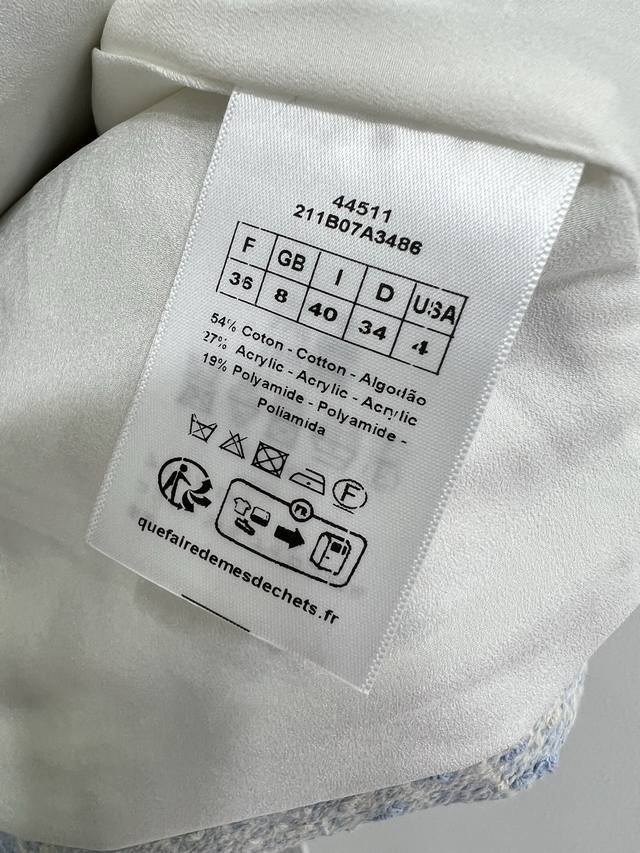 44511
211B07A3486
F GB I D USA
36 8 40 34 4
54% Coton - Cotton - Algodão
27% Acrylic - Acrylic - Acrylic
19% Polyamide - Polyamide -
Poliamida
F
FR
quefairedemesdechets.fr